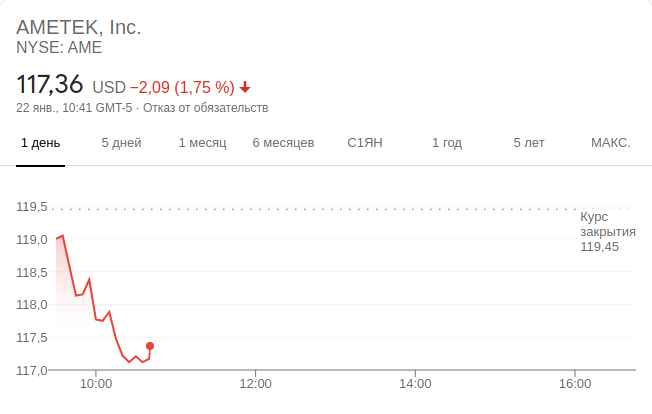 AMETEK, Inc.
NYSE: AME
117,36 USD −2,09 (1,75 %)
22 янв., 10:41 GMT-5 · Отказ от обязательств
1 день 5 дней 1 месяц 6 месяцев С1ЯН 1 год 5 лет МАКС.
119,5
Курс
закрытия
119,45
119,0
118,5
118,0
117,5
117,0
10:00 12:00 14:00 16:00